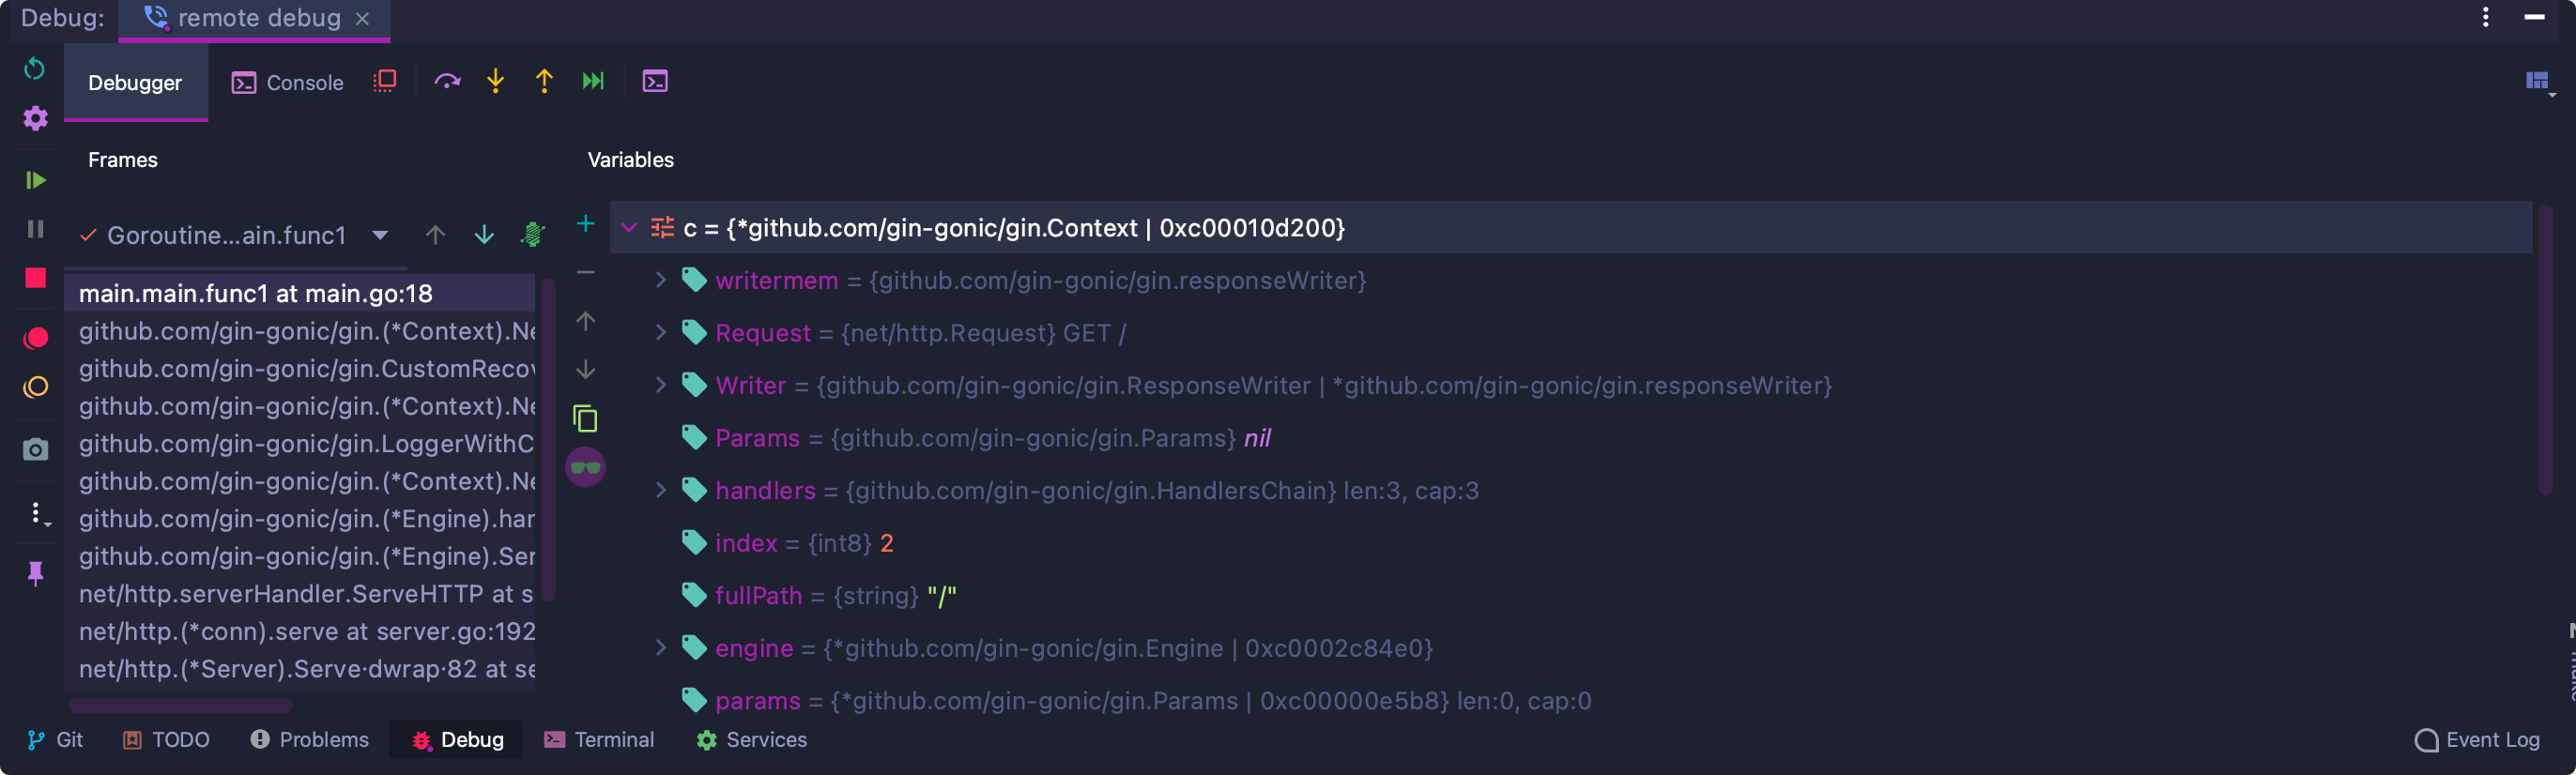 Debug: remote debug
Debugger Console
Frames Variables
Goroutine...ain.func1
main.main.func1 at main.go:18
github.com/gin-gonic/gin.(*Context).Ne
github.com/gin-gonic/gin.CustomRecov
github.com/gin-gonic/gin.(*Context).Ne
github.com/gin-gonic/gin.LoggerWithC
github.com/gin-gonic/gin.(*Context).Ne
github.com/gin-gonic/gin.(*Engine).har
github.com/gin-gonic/gin.(*Engine).Ser
net/http.serverHandler.ServeHTTP at s
net/http.(*conn).serve at server.go:192
net/http.(*Server).Serve·dwrap·82 at se
c = {*github.com/gin-gonic/gin.Context | 0xc00010d200}
writermem = {github.com/gin-gonic/gin.responseWriter}
Request = {net/http.Request} GET /
Writer = {github.com/gin-gonic/gin.ResponseWriter | *github.com/gin-gonic/gin.responseWriter}
Params = {github.com/gin-gonic/gin.Params} nil
handlers = {github.com/gin-gonic/gin.HandlersChain} len:3, cap:3
index = {int8} 2
fullPath = {string} "/"
engine = {*github.com/gin-gonic/gin.Engine | 0xc0002c84e0}
params = {*github.com/gin-gonic/gin.Params | 0xc00000e5b8} len:0, cap:0
Git TODO Problems Debug Terminal Services Event Log